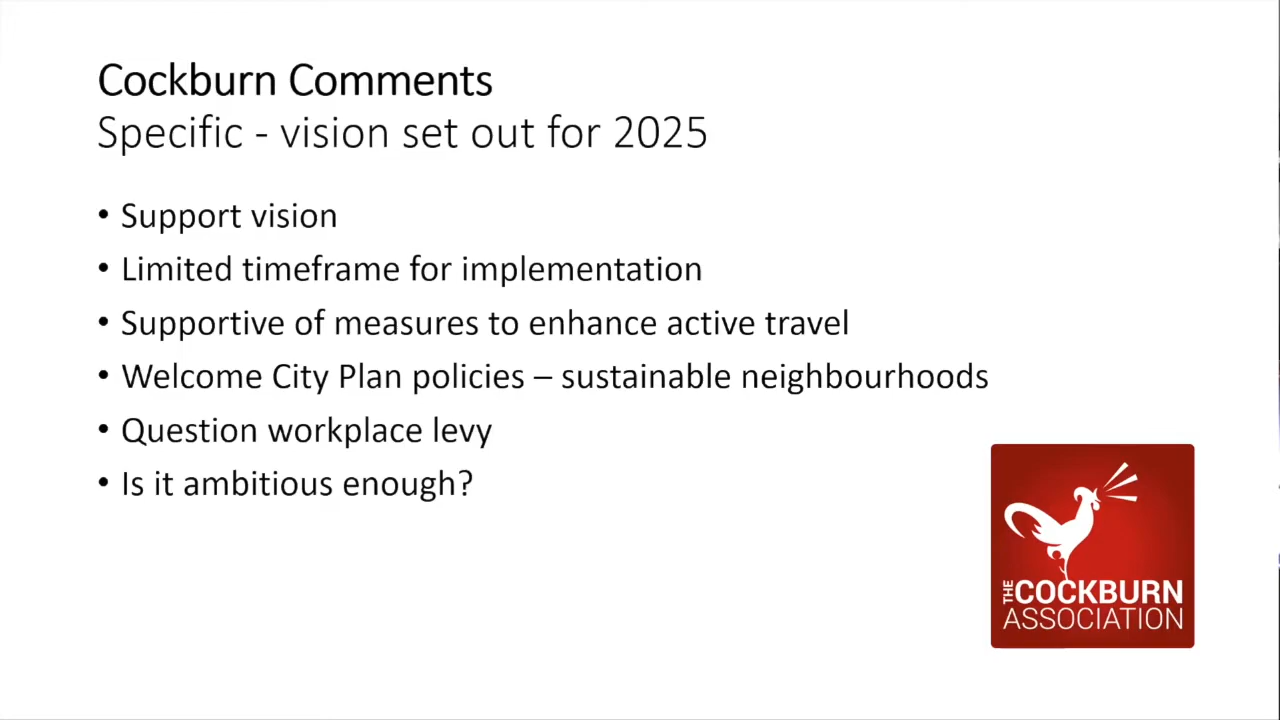 Cockburn Comments
Specific - vision set out for 2025
• Support vision
• Limited timeframe for implementation
• Supportive of measures to enhance active travel
• Welcome City Plan policies – sustainable neighbourhoods
• Question workplace levy
• Is it ambitious enough?
THE COCKBURN
ASSOCIATION